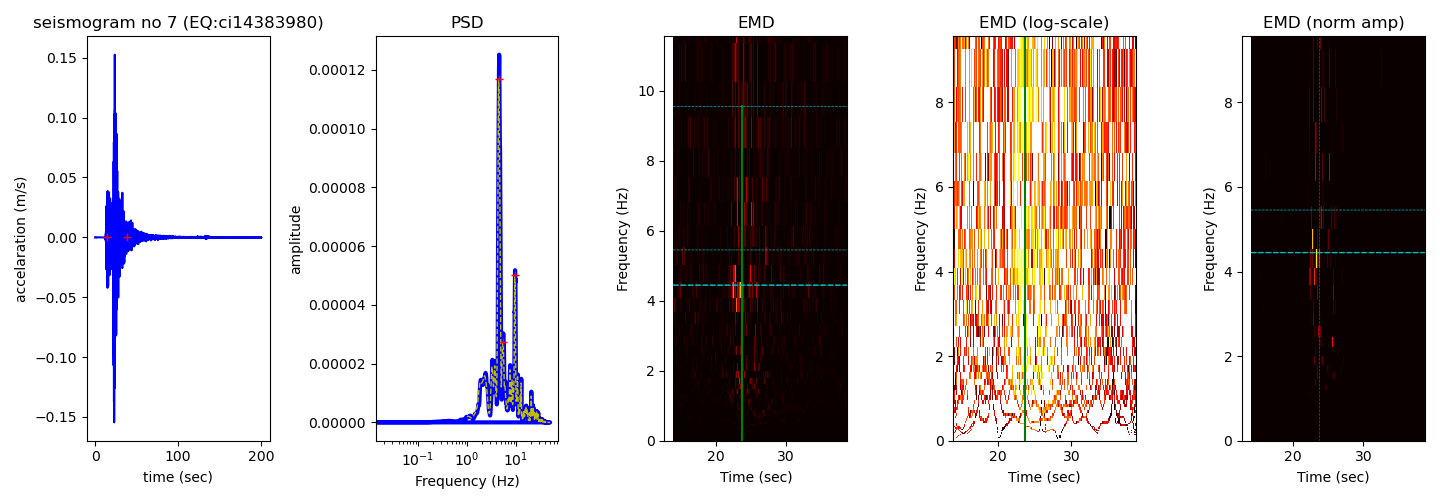 seismogram no 7 (EQ:ci14383980)
PSD
EMD
EMD (log-scale)
EMD (norm amp)
accelaration (m/s)
0.15
0.10
0.05
0.00
−0.05
−0.10
−0.15
0
100
200
time (sec)
amplitude
0.00012
0.00010
0.00008
0.00006
0.00004
0.00002
0.00000
10⁻¹
10⁰
10¹
Frequency (Hz)
Frequency (Hz)
10
8
6
4
2
0
20
30
Time (sec)
Frequency (Hz)
8
6
4
2
0
20
30
Time (sec)
Frequency (Hz)
8
6
4
2
0
20
30
Time (sec)